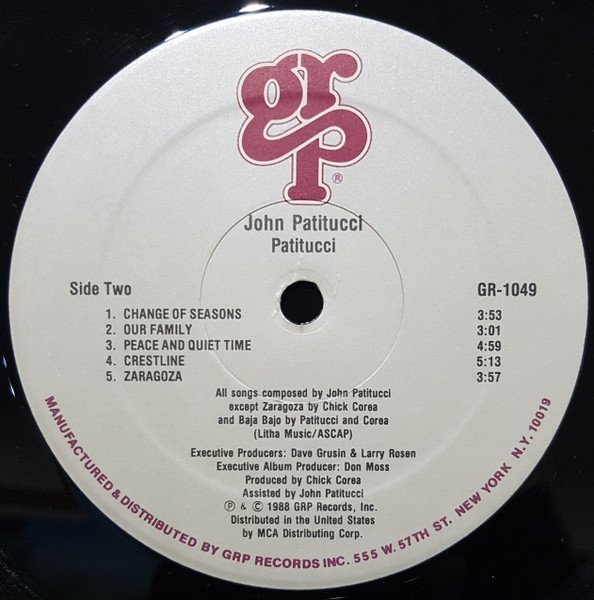 grp®
John Patitucci
Patitucci
Side Two GR-1049
1. CHANGE OF SEASONS 3:53
2. OUR FAMILY 3:01
3. PEACE AND QUIET TIME 4:59
4. CRESTLINE 5:13
5. ZARAGOZA 3:57
All songs composed by John Patitucci
except Zaragoza by Chick Corea
and Baja Bajo by Patitucci and Corea
(Litha Music/ASCAP)
Executive Producers: Dave Grusin & Larry Rosen
Executive Album Producer: Don Moss
Produced by Chick Corea
Assisted by John Patitucci
℗ & © 1988 GRP Records, Inc.
Distributed in the United States
by MCA Distributing Corp.
MANUFACTURED & DISTRIBUTED BY GRP RECORDS INC. 555 W. 57TH ST. NEW YORK N.Y. 10019